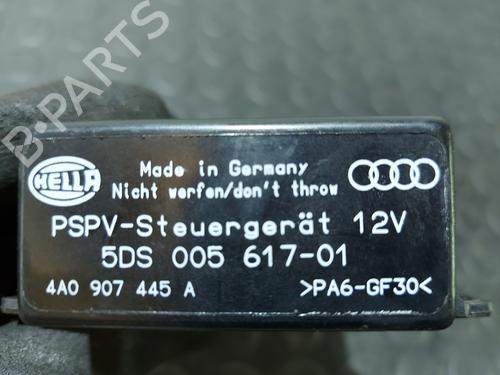 HELLA
Made in Germany
Nicht werfen/don't throw
PSPV-Steuergerät 12V
5DS 005 617-01
4A0 907 445 A >PA6-GF30<
B-PARTS